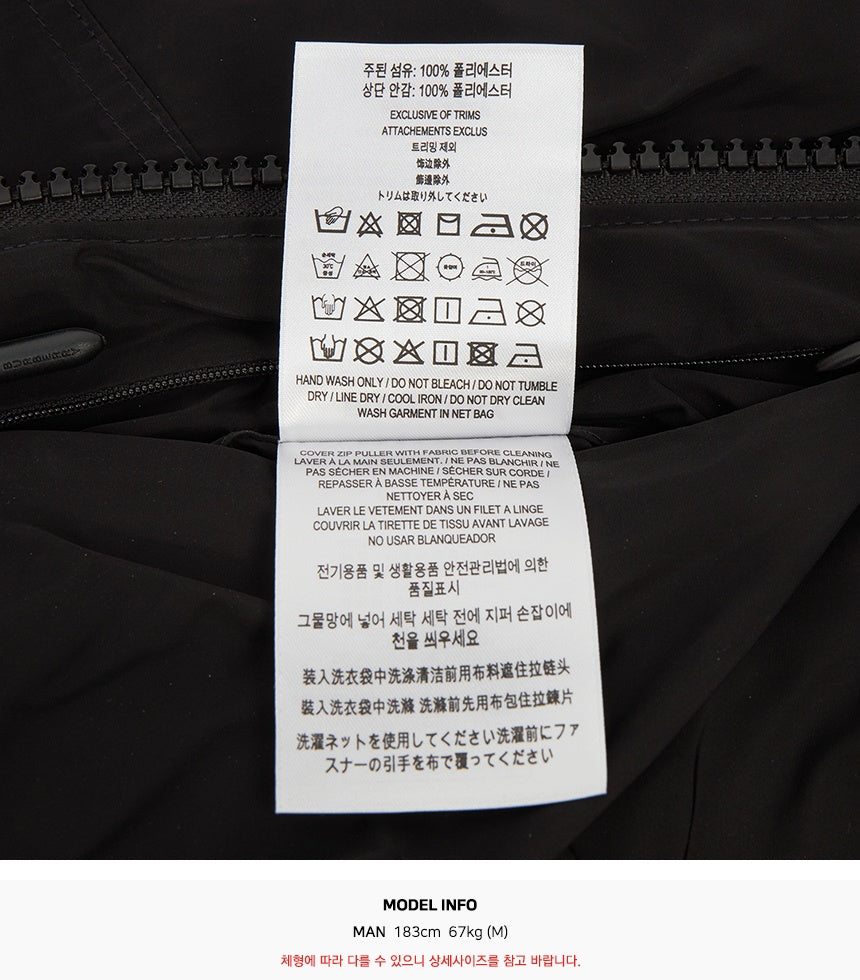 주된 섬유: 100% 폴리에스터
상단 안감: 100% 폴리에스터
EXCLUSIVE OF TRIMS
ATTACHEMENTS EXCLUS
트리밍 제외
饰边除外
飾邊除外
トリムは取り外してください
손세탁
30℃
중성
80~120℃
드라이
HAND WASH ONLY / DO NOT BLEACH / DO NOT TUMBLE
DRY / LINE DRY / COOL IRON / DO NOT DRY CLEAN
WASH GARMENT IN NET BAG
BURBERRY
COVER ZIP PULLER WITH FABRIC BEFORE CLEANING
LAVER À LA MAIN SEULEMENT. / NE PAS BLANCHIR / NE
PAS SÉCHER EN MACHINE / SÉCHER SUR CORDE /
REPASSER À BASSE TEMPÉRATURE / NE PAS
NETTOYER À SEC
LAVER LE VETEMENT DANS UN FILET A LINGE
COUVRIR LA TIRETTE DE TISSU AVANT LAVAGE
NO USAR BLANQUEADOR
전기용품 및 생활용품 안전관리법에 의한
품질표시
그물망에 넣어 세탁 세탁 전에 지퍼 손잡이에
천을 씌우세요
装入洗衣袋中洗涤清洁前用布料遮住拉链头
裝入洗衣袋中洗滌 洗滌前先用布包住拉鍊片
洗濯ネットを使用してください洗濯前にファ
スナーの引手を布で覆ってください
MODEL INFO
MAN 183cm 67kg (M)
체형에 따라 다를 수 있으니 상세사이즈를 참고 바랍니다.